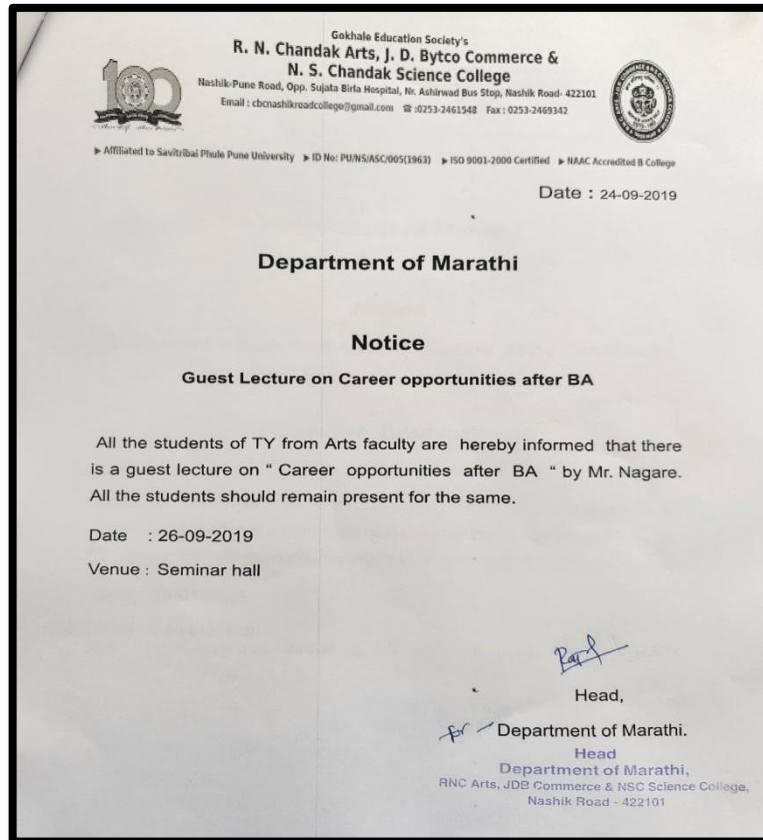 Gokhale Education Society's
R. N. Chandak Arts, J. D. Bytco Commerce &
N. S. Chandak Science College
Nashik-Pune Road, Opp. Sujata Birla Hospital, Nr. Ashirwad Bus Stop, Nashik Road- 422101
Email : cbcnashikroadcollege@gmail.com ☎ :0253-2461548 Fax : 0253-2469342
▶ Affiliated to Savitribai Phule Pune University ▶ ID No: PU/NS/ASC/005(1963) ▶ ISO 9001-2000 Certified ▶ NAAC Accredited B College
Date : 24-09-2019
Department of Marathi
Notice
Guest Lecture on Career opportunities after BA
All the students of TY from Arts faculty are hereby informed that there
is a guest lecture on " Career opportunities after BA " by Mr. Nagare.
All the students should remain present for the same.
Date : 26-09-2019
Venue : Seminar hall
Head,
for Department of Marathi.
Head
Department of Marathi,
RNC Arts, JDB Commerce & NSC Science College,
Nashik Road - 422101